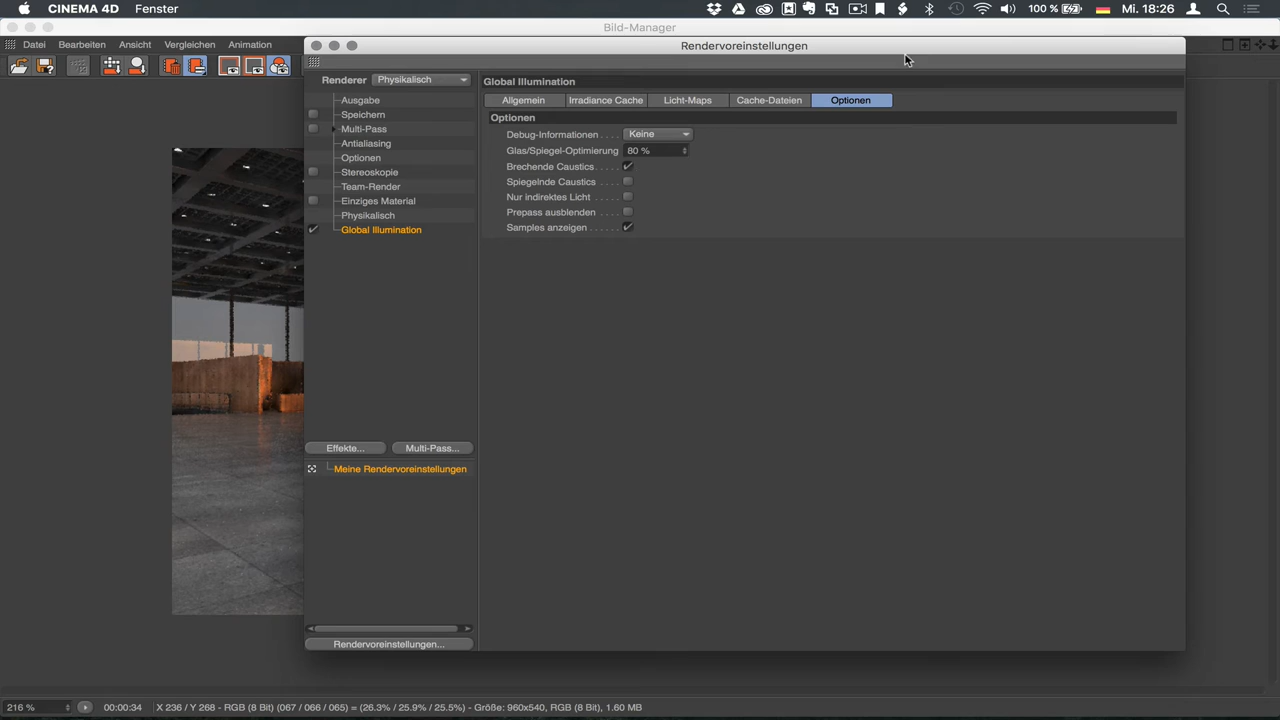 CINEMA 4D Fenster 100 % Mi. 18:26
Bild-Manager
Datei Bearbeiten Ansicht Vergleichen Animation
Rendervoreinstellungen
Renderer Physikalisch
Ausgabe
Speichern
Multi-Pass
Antialiasing
Optionen
Stereoskopie
Team-Render
Einziges Material
Physikalisch
Global Illumination
Effekte... Multi-Pass...
Meine Rendervoreinstellungen
Rendervoreinstellungen...
Global Illumination
Allgemein Irradiance Cache Licht-Maps Cache-Dateien Optionen
Optionen
Debug-Informationen . . . . Keine
Glas/Spiegel-Optimierung 80 %
Brechende Caustics. . . . .
Spiegelnde Caustics . . . .
Nur indirektes Licht . . . .
Prepass ausblenden . . . .
Samples anzeigen . . . . .
216 % 00:00:34 X 236 / Y 268 - RGB (8 Bit) (067 / 066 / 065) = (26.3% / 25.9% / 25.5%) - Größe: 960x540, RGB (8 Bit), 1.60 MB